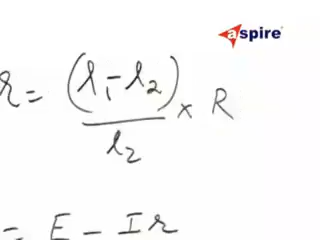 aspire
r = (l₁ - l₂) / l₂ × R
= E - Ir